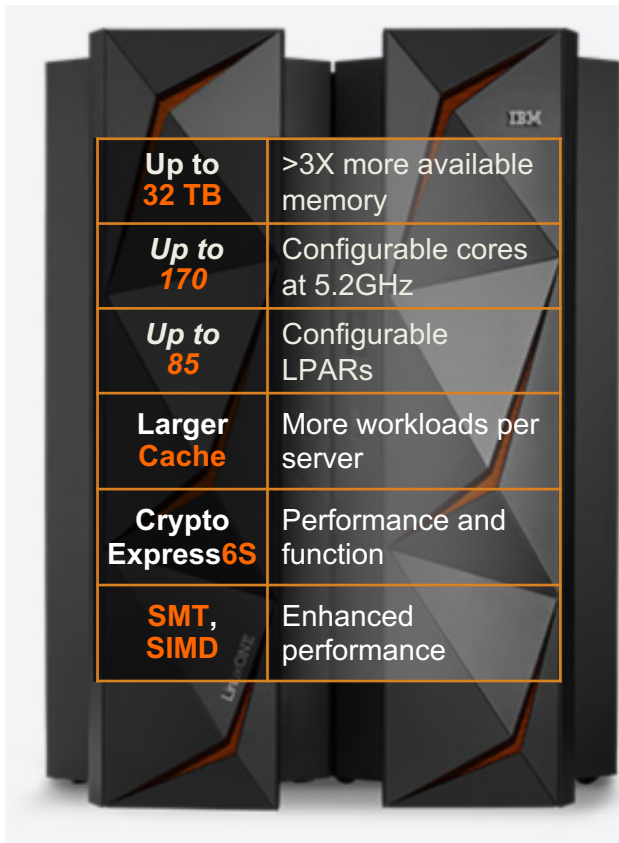 IBM
Up to
32 TB
>3X more available
memory
Up to
170
Configurable cores
at 5.2GHz
Up to
85
Configurable
LPARs
Larger
Cache
More workloads per
server
Crypto
Express6S
Performance and
function
SMT,
SIMD
Enhanced
performance
LinuxONE